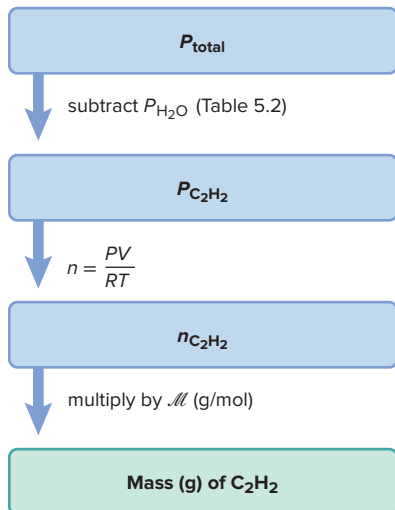 P_total
subtract P_H₂O (Table 5.2)
P_C₂H₂
n = PV/RT
n_C₂H₂
multiply by ℳ (g/mol)
Mass (g) of C₂H₂